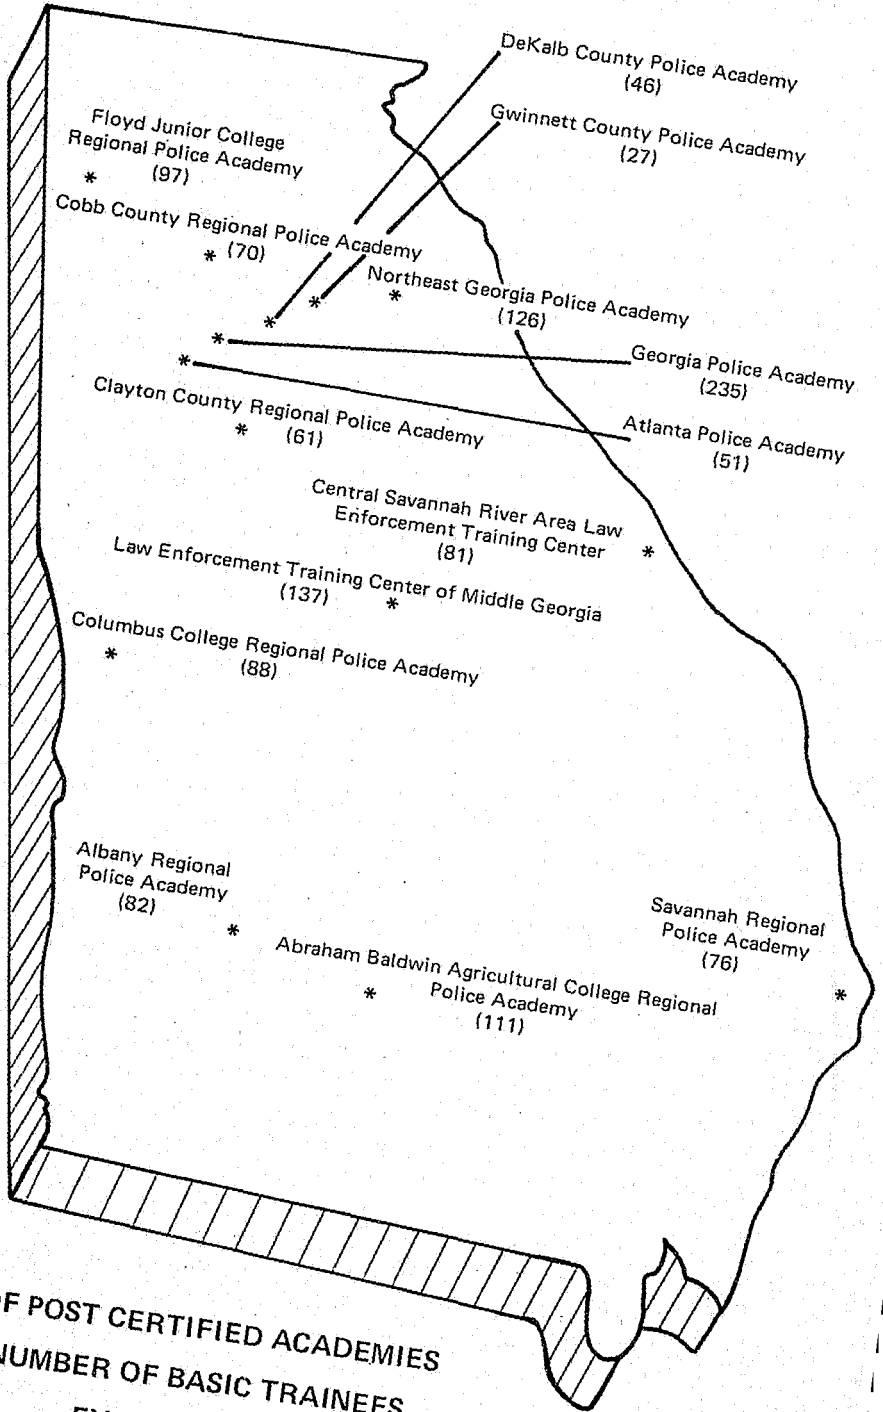 DeKalb County Police Academy
(46)
Gwinnett County Police Academy
(27)
Floyd Junior College
Regional Police Academy
(97)
*
Cobb County Regional Police Academy
* (70)
Northeast Georgia Police Academy
*
(126)
*
*
*
Georgia Police Academy
(235)
*
Atlanta Police Academy
(51)
Clayton County Regional Police Academy
* (61)
Central Savannah River Area Law
Enforcement Training Center
(81)
*
Law Enforcement Training Center of Middle Georgia
(137) *
Columbus College Regional Police Academy
* (88)
Albany Regional
Police Academy
(82)
*
Savannah Regional
Police Academy
(76)
*
Abraham Baldwin Agricultural College Regional
* Police Academy
(111)
POST CERTIFIED ACADEMIES
NUMBER OF BASIC TRAINEES